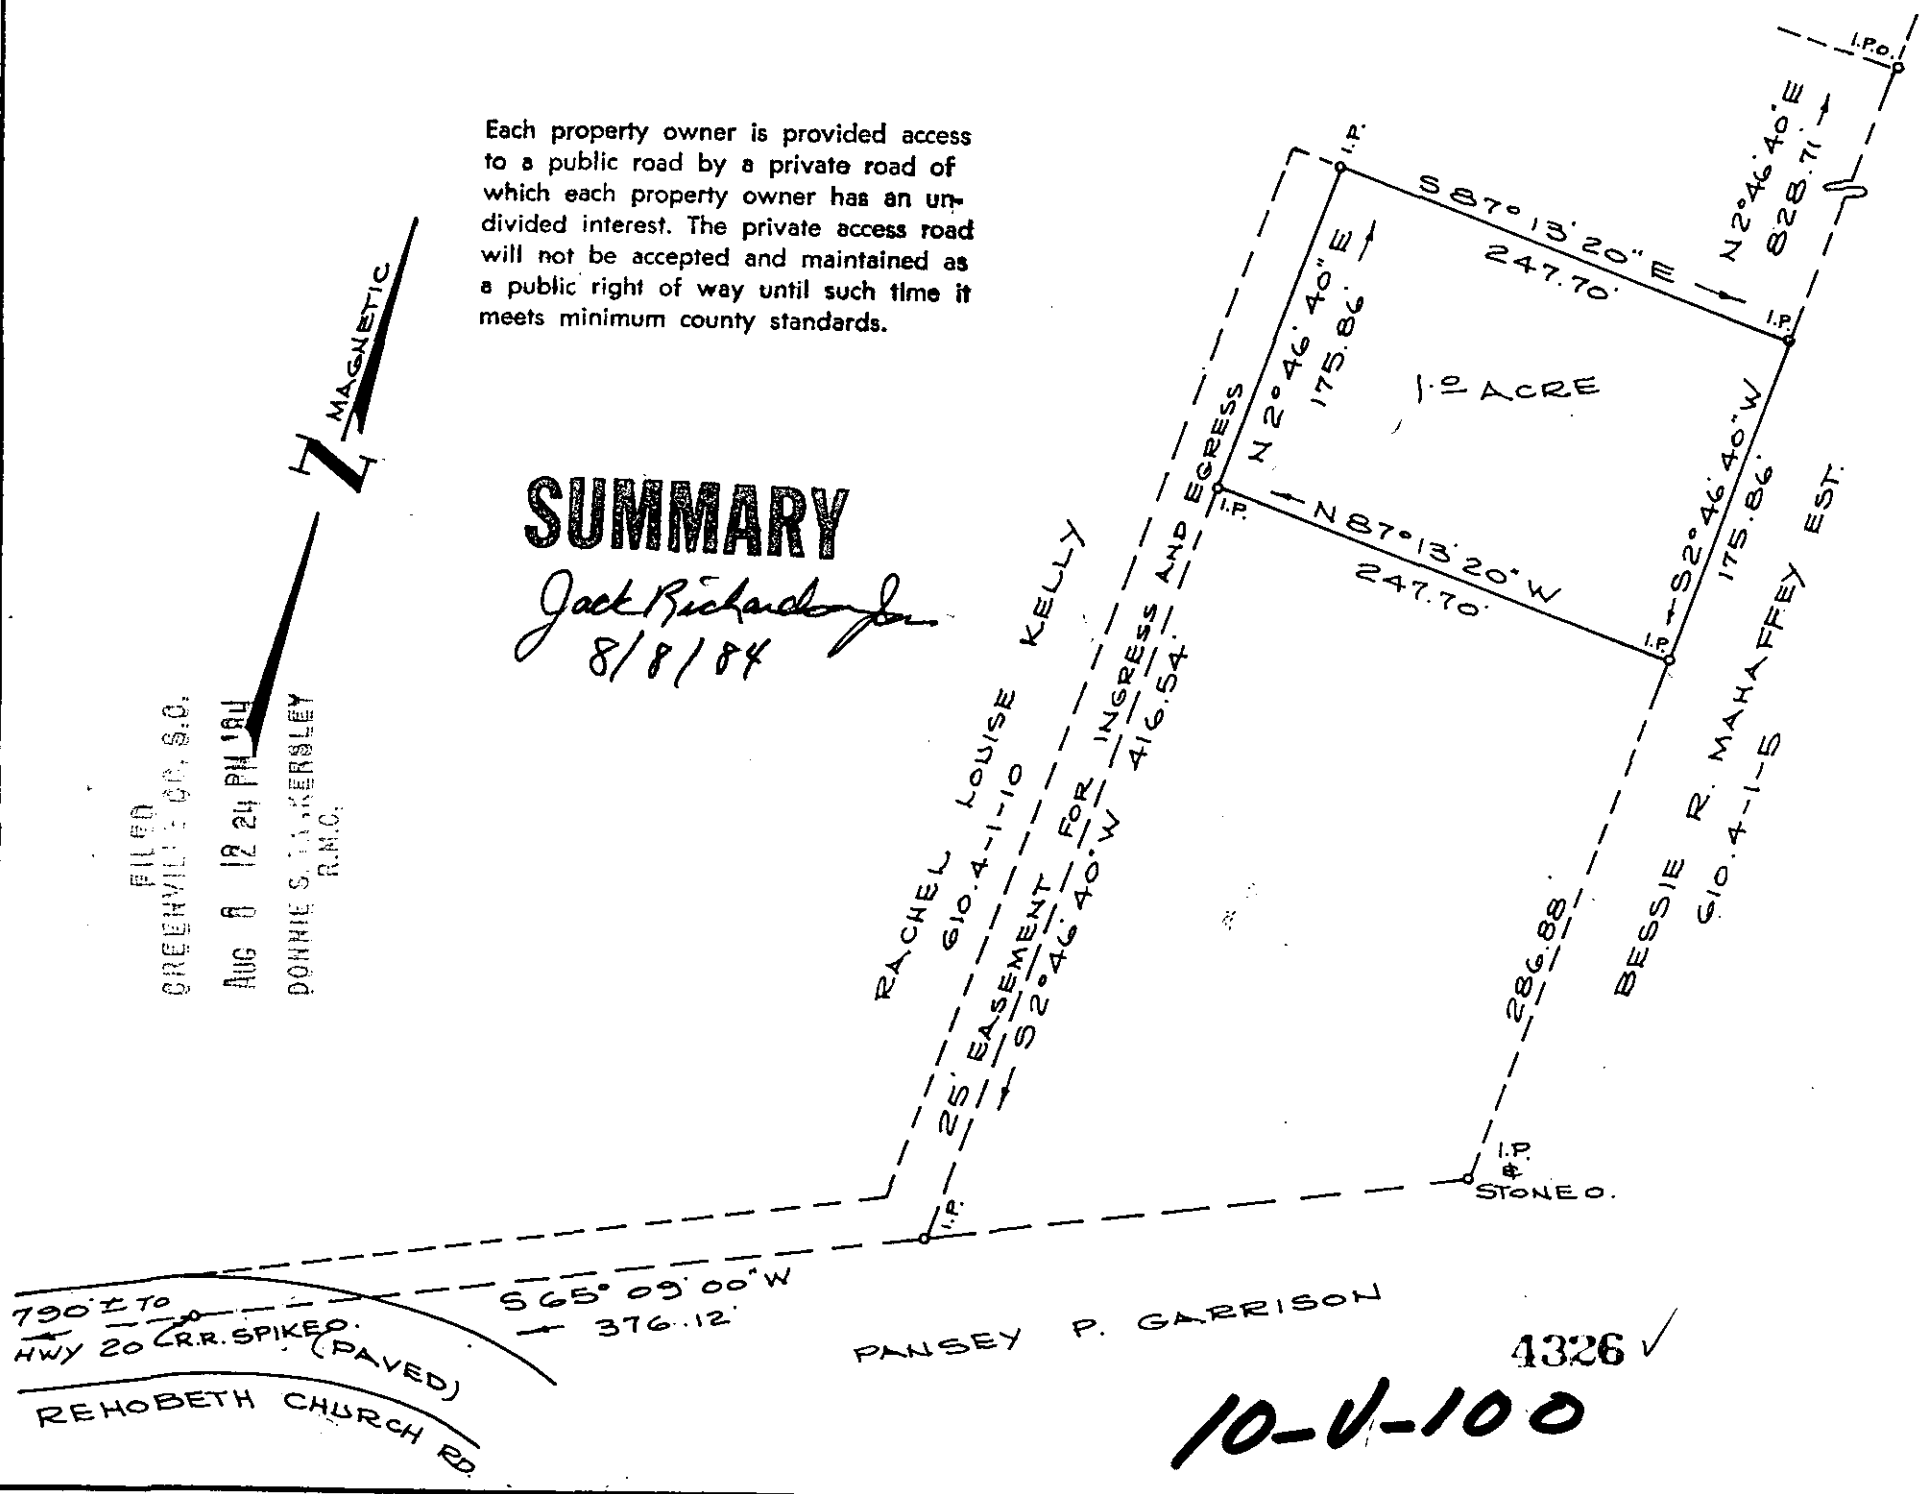 Each property owner is provided access
to a public road by a private road of
which each property owner has an un-
divided interest. The private access road
will not be accepted and maintained as
a public right of way until such time it
meets minimum county standards.
MAGNETIC
N
SUMMARY
Jack Richardson Jr
8/8/84
FILED
GREENVILLE CO. S.C.
AUG 8 12 24 PM '84
DONNIE S. TANKERSLEY
R.M.C.
I.P.O.
N 2° 46' 40" E
828.71'
I.P.
S 87° 13' 20" E
247.70'
I.P.
N 2° 46' 40" E
175.86'
1.0 ACRE
S 2° 46' 40" W
175.86'
I.P.
N 87° 13' 20" W
247.70'
I.P.
RACHEL LOUISE KELLY
610.4-1-10
25' EASEMENT FOR INGRESS AND EGRESS
S 2° 46' 40" W 416.54'
BESSIE R. MAHAFFEY EST.
610.4-1-5
286.88
I.P.
&
STONE O.
I.P.
S 65° 09' 00" W
376.12'
790' ± TO
HWY 20
R.R. SPIKE O.
(PAVED)
REHOBETH CHURCH RD.
PANSEY P. GARRISON
4326 ✓
10-V-100